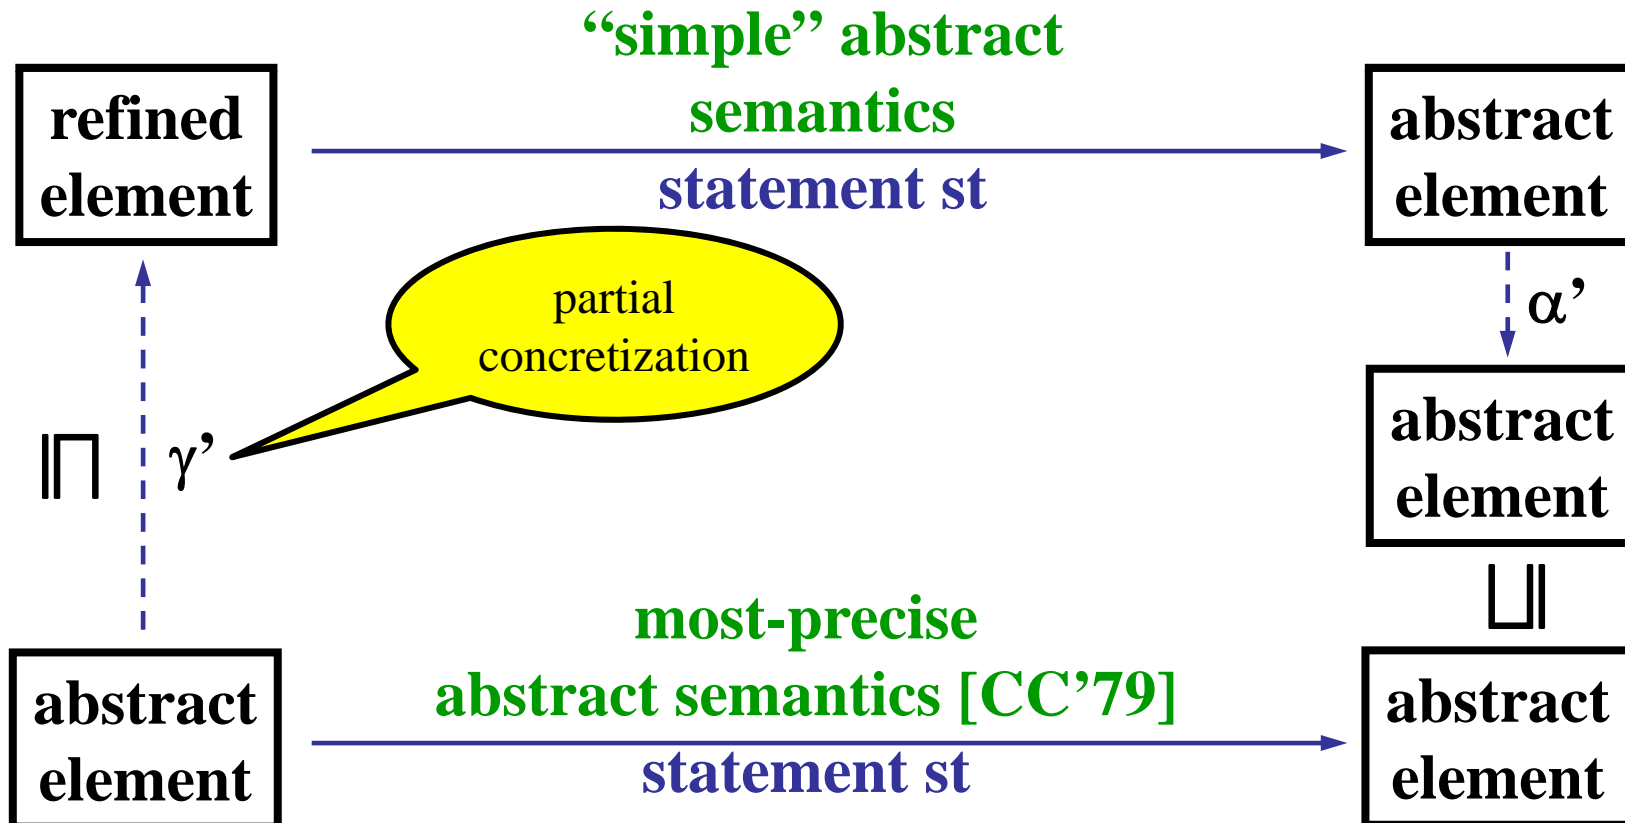 “simple” abstract
semantics
refined
element
statement st
abstract
element
partial
concretization
α’
γ’
abstract
element
most-precise
abstract semantics [CC’79]
statement st
abstract
element
abstract
element